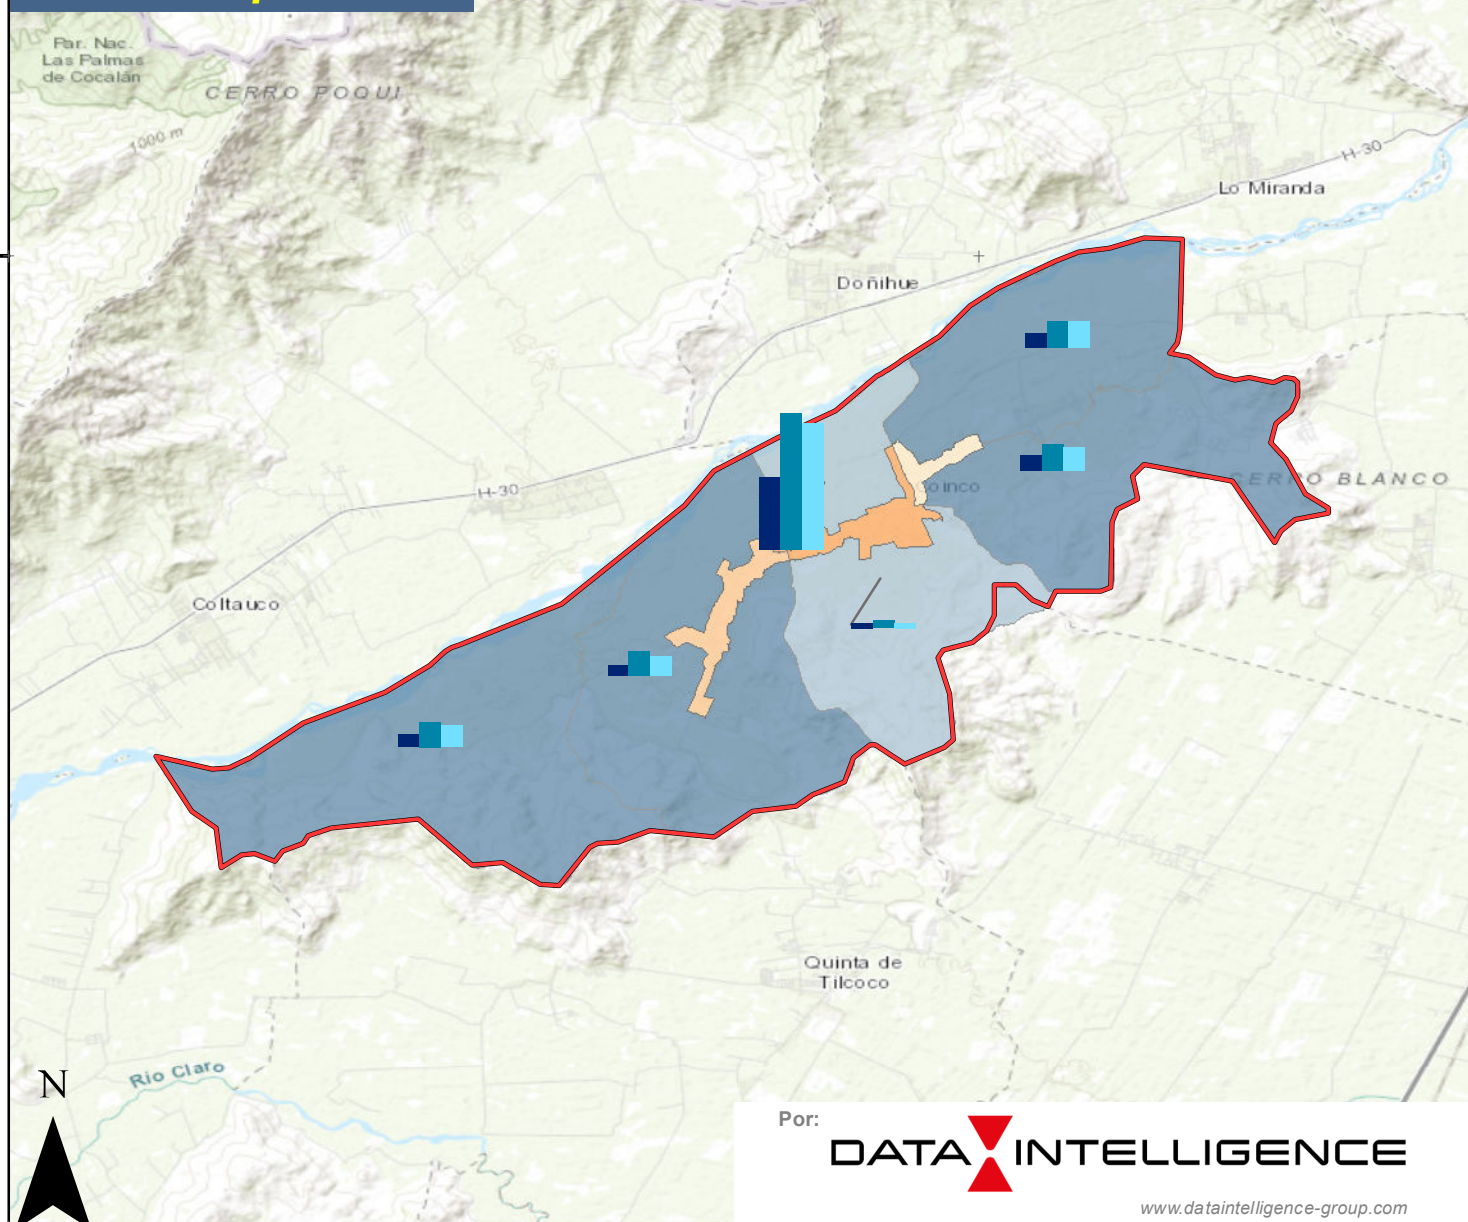 Par. Nac.
Las Palmas
de Cocalán
CERRO POQUI
1000 m
H-30
Lo Miranda
Doñihue
oinco
CERRO BLANCO
H-30
Coltauco
Quinta de
Tilcoco
Rio Claro
N
Por:
DATA INTELLIGENCE
www.dataintelligence-group.com